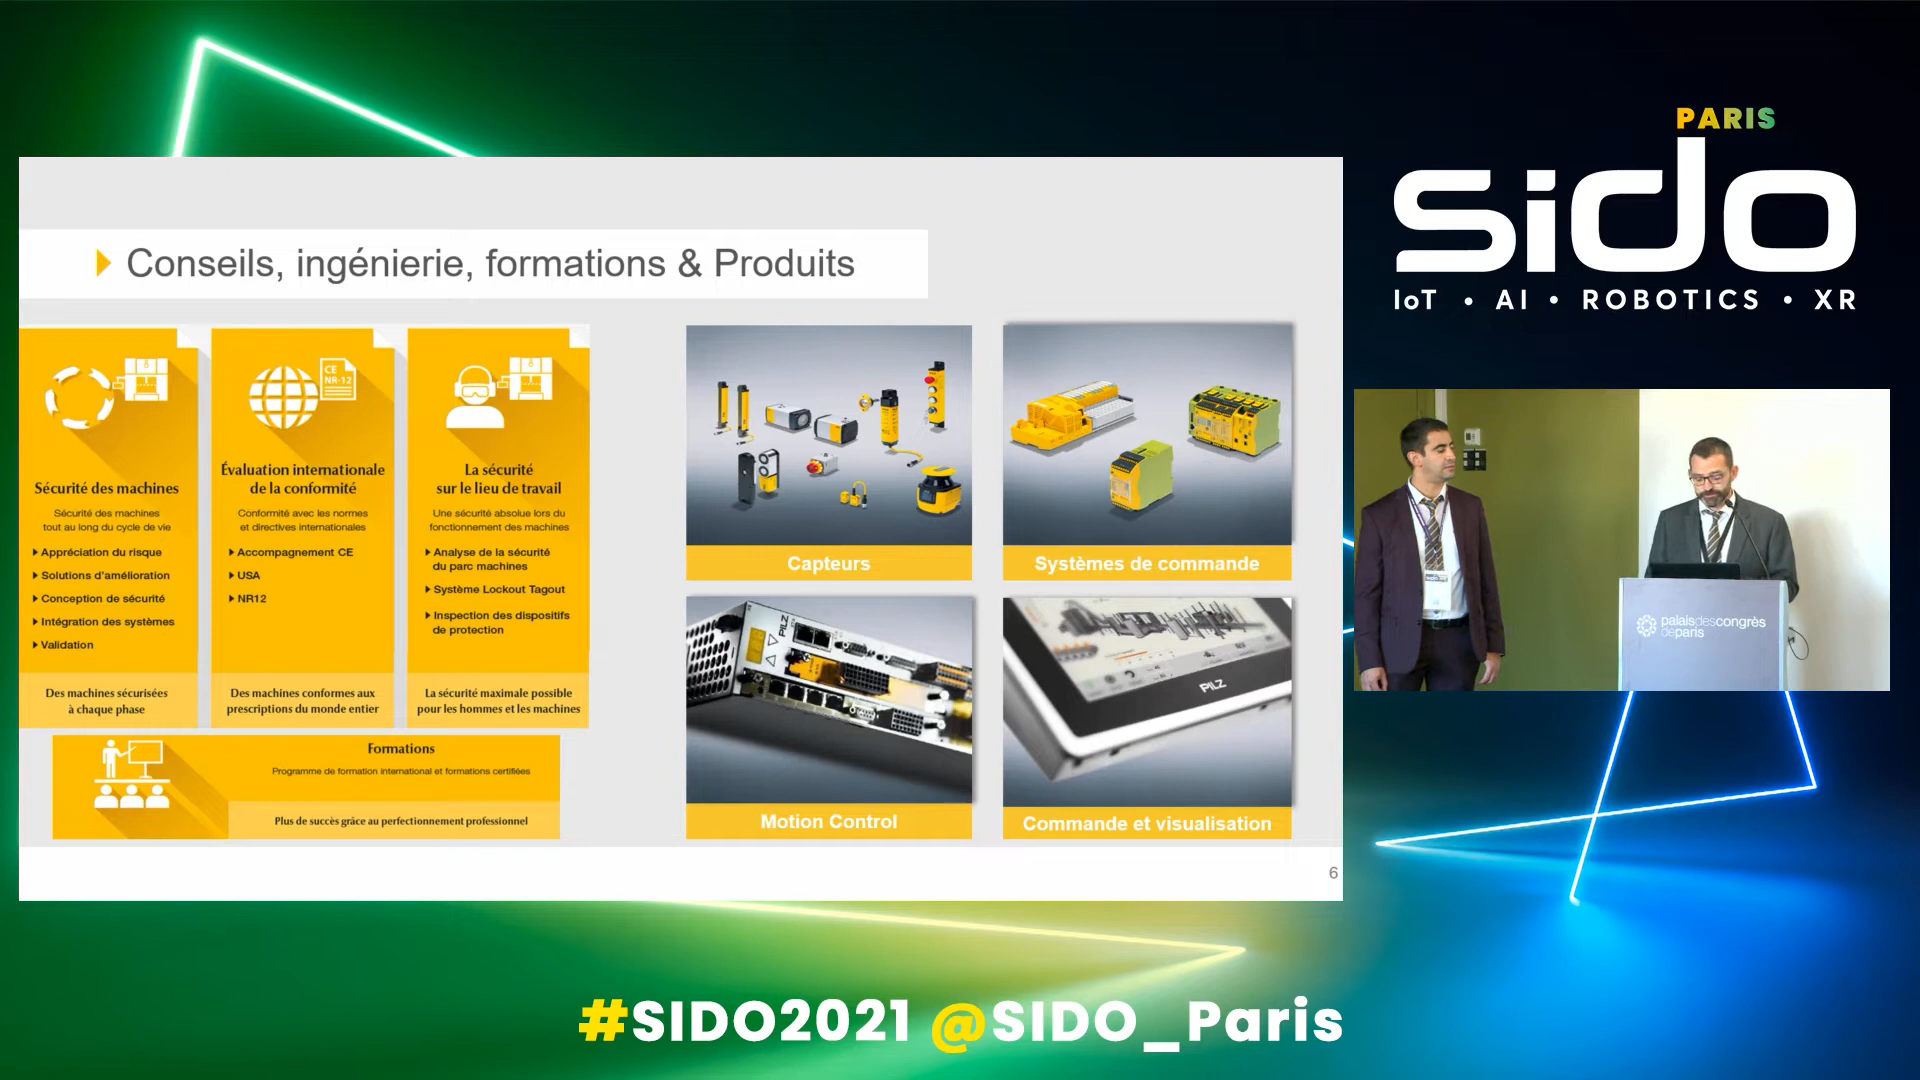 PARIS
sido
IoT • AI • ROBOTICS • XR
Conseils, ingénierie, formations & Produits
Sécurité des machines
Sécurité des machines
tout au long du cycle de vie
Appréciation du risque
Solutions d'amélioration
Conception de sécurité
Intégration des systèmes
Validation
Des machines sécurisées
à chaque phase
CE
NR-12
Évaluation internationale
de la conformité
Conformité avec les normes
et directives internationales
Accompagnement CE
USA
NR12
Des machines conformes aux
prescriptions du monde entier
La sécurité
sur le lieu de travail
Une sécurité absolue lors du
fonctionnement des machines
Analyse de la sécurité
du parc machines
Système Lockout Tagout
Inspection des dispositifs
de protection
La sécurité maximale possible
pour les hommes et les machines
Formations
Programme de formation international et formations certifiées
Plus de succès grâce au perfectionnement professionnel
Capteurs
Systèmes de commande
PILZ
Motion Control
PILZ
Commande et visualisation
6
palaisdescongrès
deparis
#SIDO2021 @SIDO_Paris